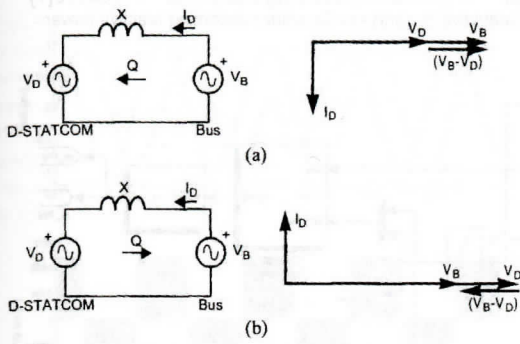 X I_D
V_D + Q + V_B
D-STATCOM Bus
V_D V_B
(V_B-V_D)
I_D
(a)
X I_D
V_D + Q + V_B
D-STATCOM Bus
I_D
V_B V_D
(V_B-V_D)
(b)